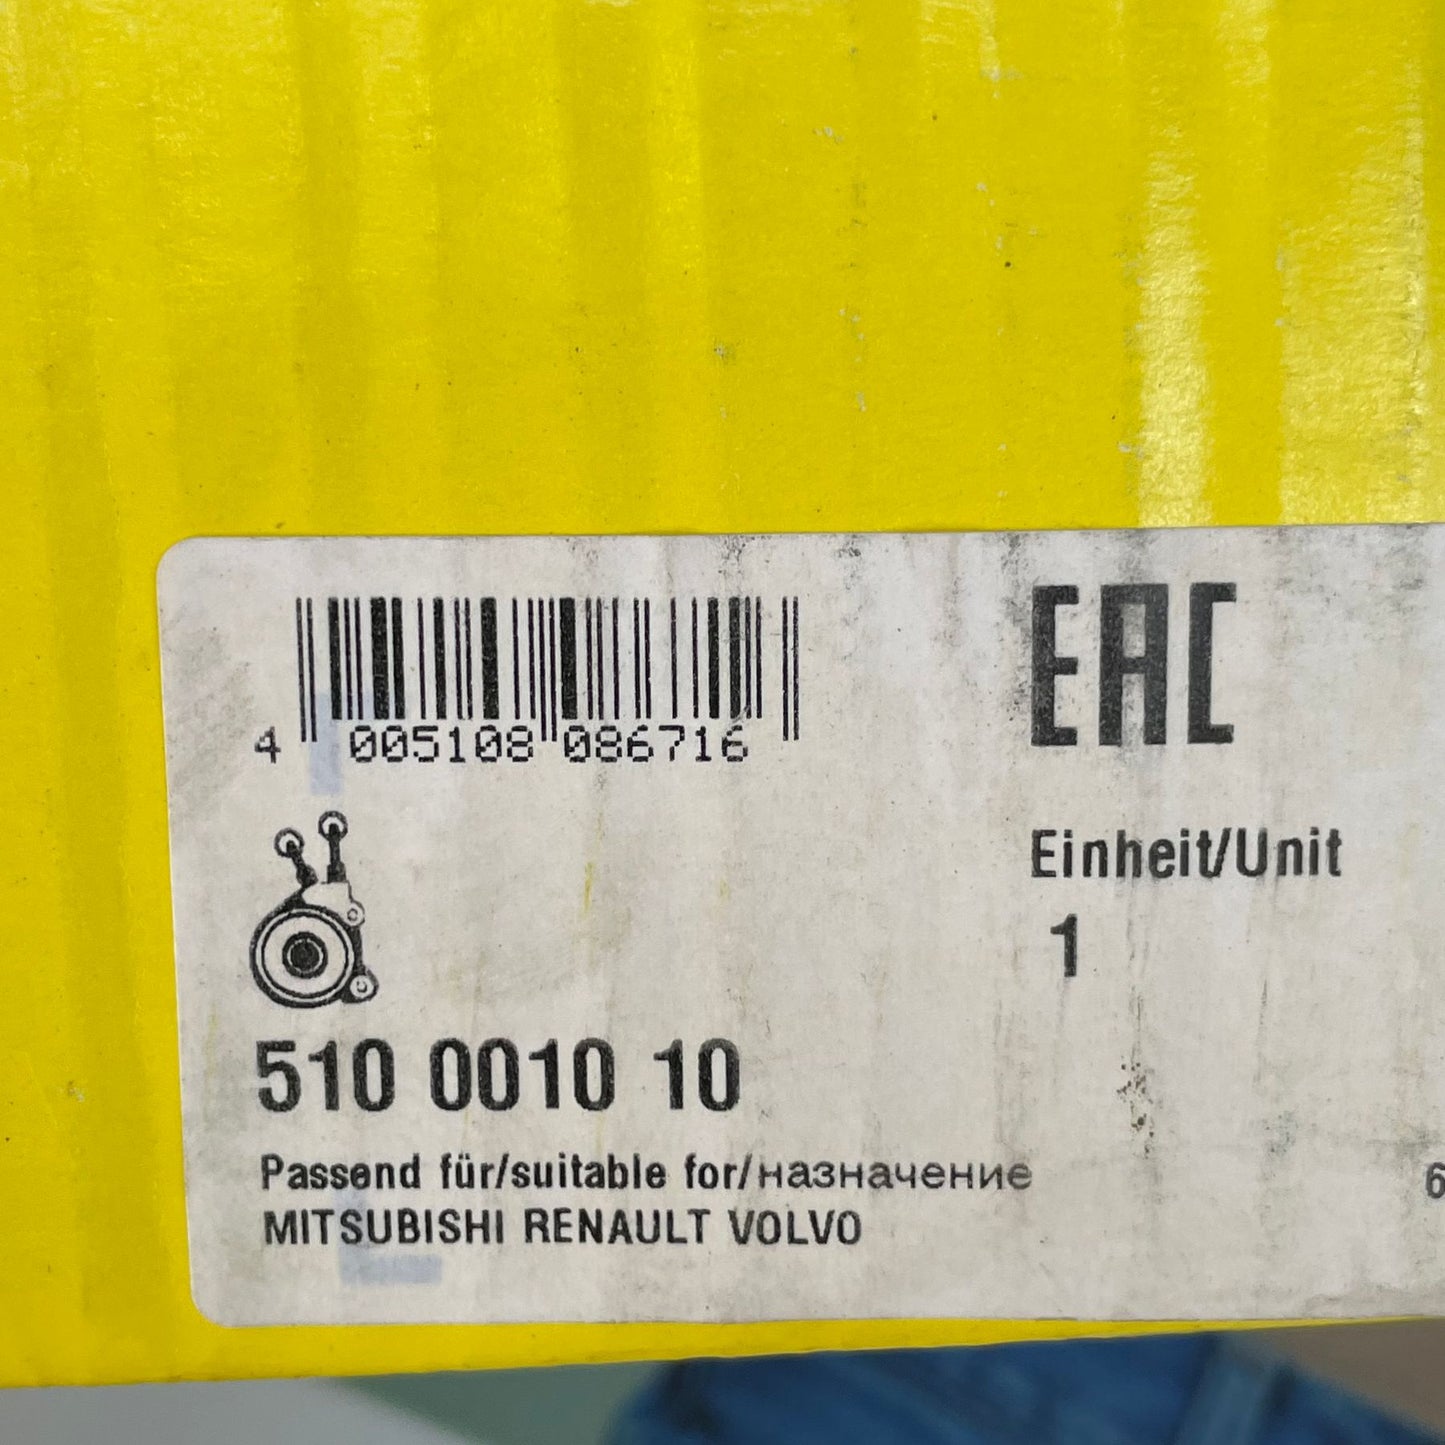 EAC
4 005108 086716
Einheit/Unit
1
510 0010 10
Passend für/suitable for/назначение
MITSUBISHI RENAULT VOLVO